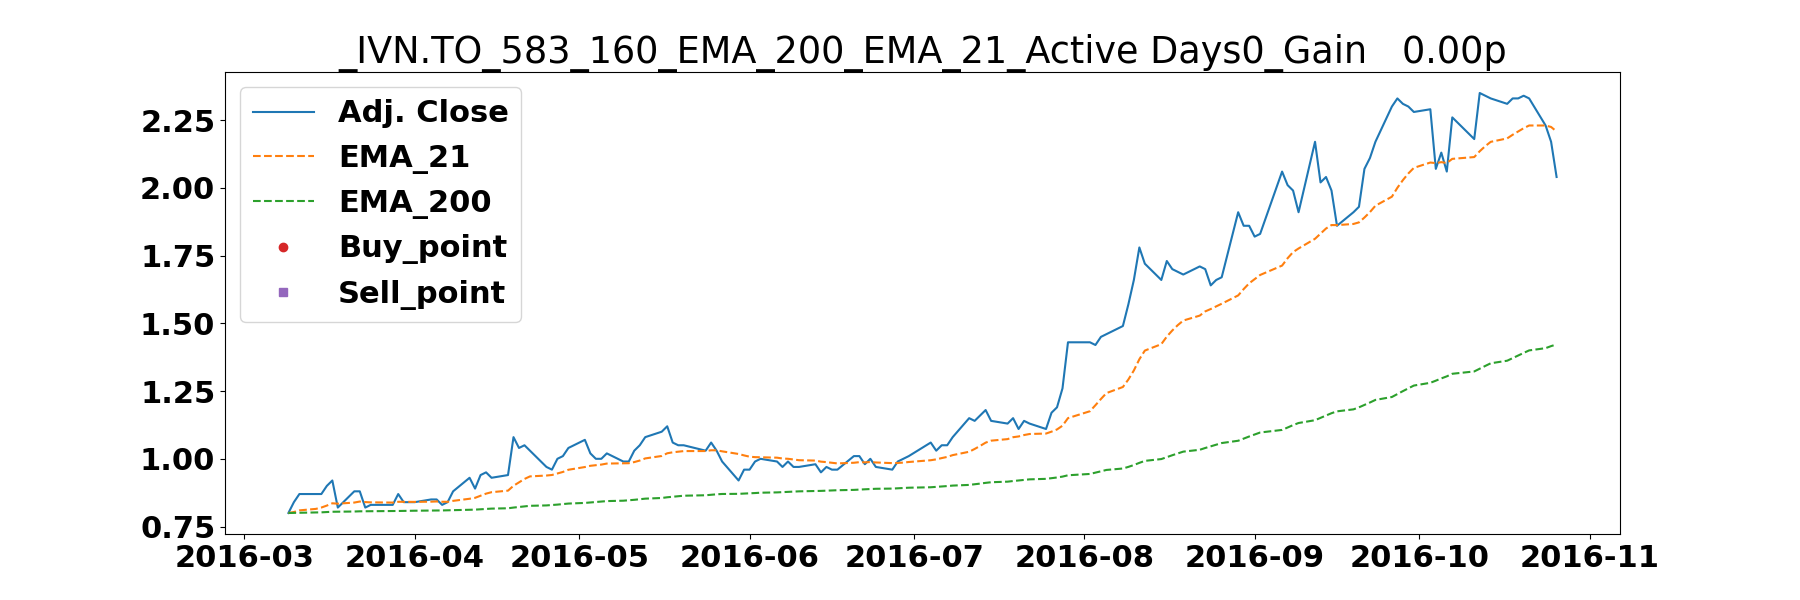 _IVN.TO_583_160_EMA_200_EMA_21_Active Days0_Gain   0.00p
Adj. Close
EMA_21
EMA_200
Buy_point
Sell_point
2.25
2.00
1.75
1.50
1.25
1.00
0.75
2016-03 2016-04 2016-05 2016-06 2016-07 2016-08 2016-09 2016-10 2016-11